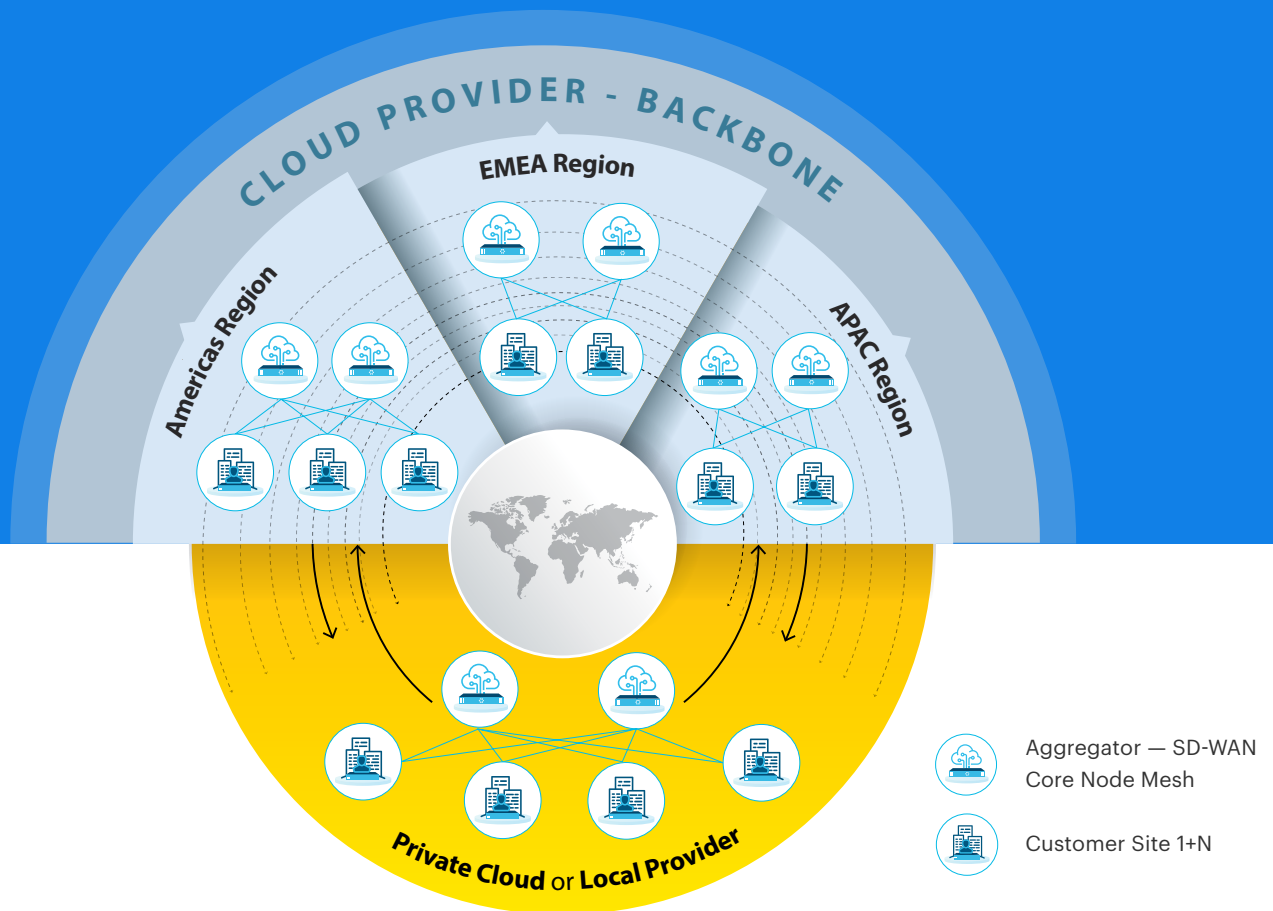 CLOUD PROVIDER - BACKBONE
EMEA Region
Americas Region
APAC Region
Private Cloud or Local Provider
Aggregator — SD-WAN
Core Node Mesh
Customer Site 1+N